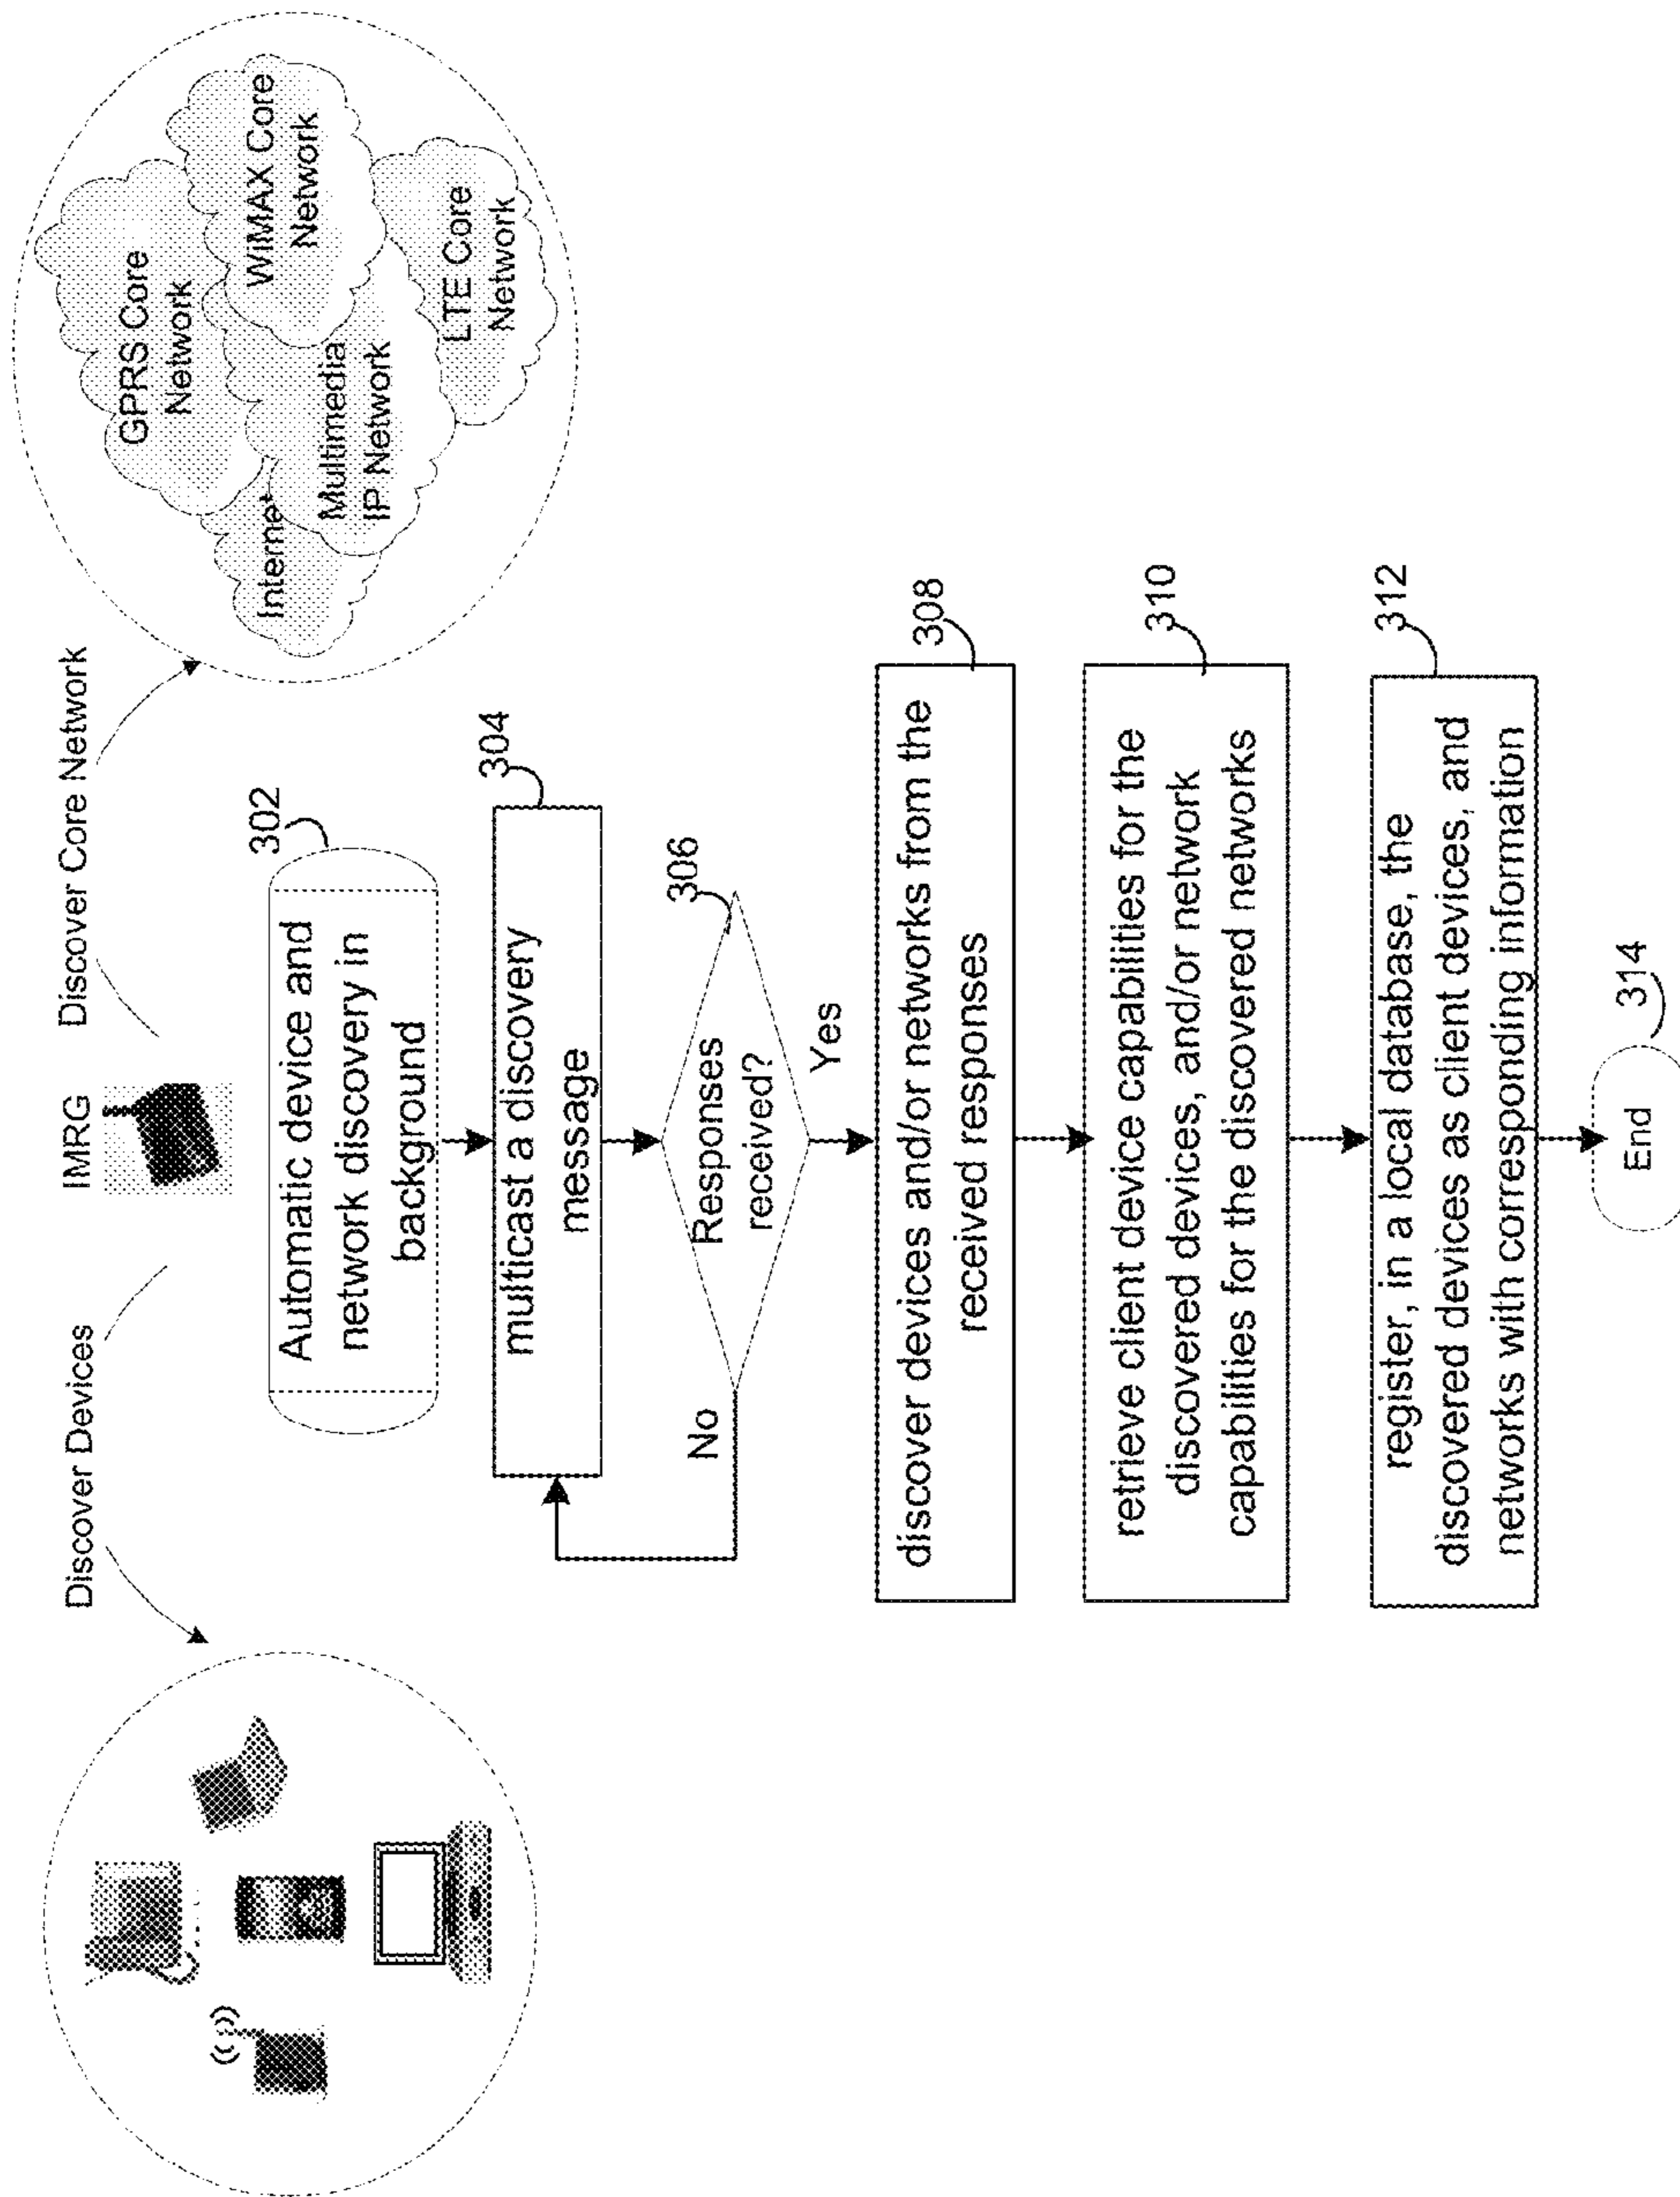 Discover Devices
IMRG
Discover Core Network
GPRS Core
Network
WiMAX Core
Network
Internet
Multimedia
IP Network
LTE Core
Network
302
Automatic device and
network discovery in
background
304
multicast a discovery
message
306
Responses
received?
No
Yes
308
discover devices and/or networks from the
received responses
310
retrieve client device capabilities for the
discovered devices, and/or network
capabilities for the discovered networks
312
register, in a local database, the
discovered devices as client devices, and
networks with corresponding information
314
End